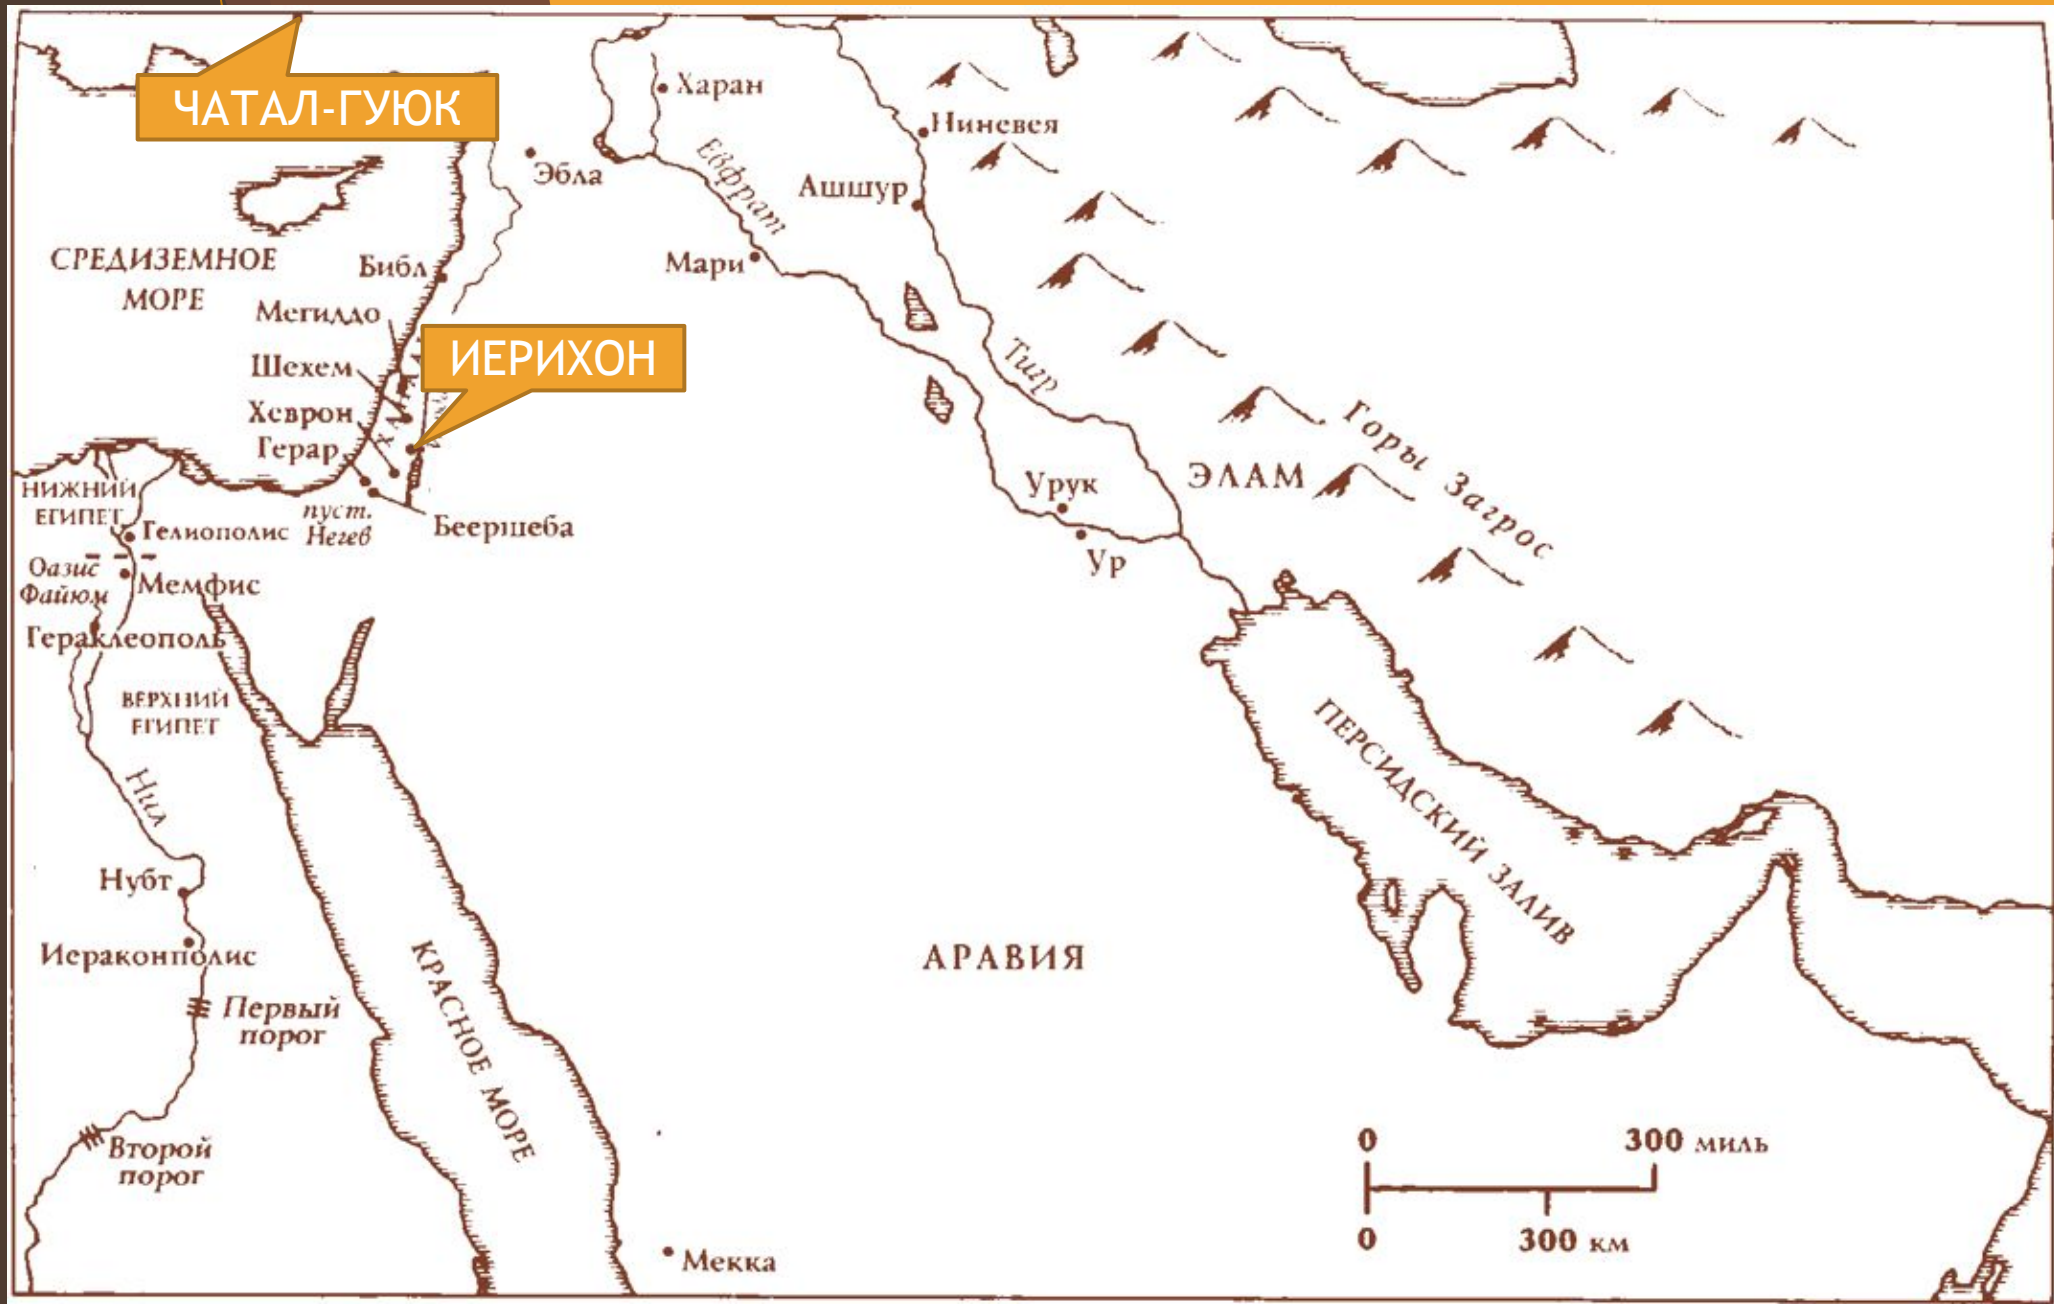 ЧАТАЛ-ГУЮК
Харан
Ниневея
Эбла
Евфрат
Ашшур
СРЕДИЗЕМНОЕ
МОРЕ
Библ
Мари
Мегиддо
ИЕРИХОН
Шехем
Тигр
Хеврон
Герар
Горы Загрос
ЭЛАМ
Урук
НИЖНИЙ
ЕГИПЕТ
пуст.
Негев
Беершеба
Гелиополис
Ур
Оазис
Файюм
Мемфис
Гераклеополь
ВЕРХНИЙ
ЕГИПЕТ
ПЕРСИДСКИЙ ЗАЛИВ
Нил
Нубт
Иераконполис
АРАВИЯ
КРАСНОЕ МОРЕ
Первый
порог
Второй
порог
0 300 миль
0 300 км
Мекка